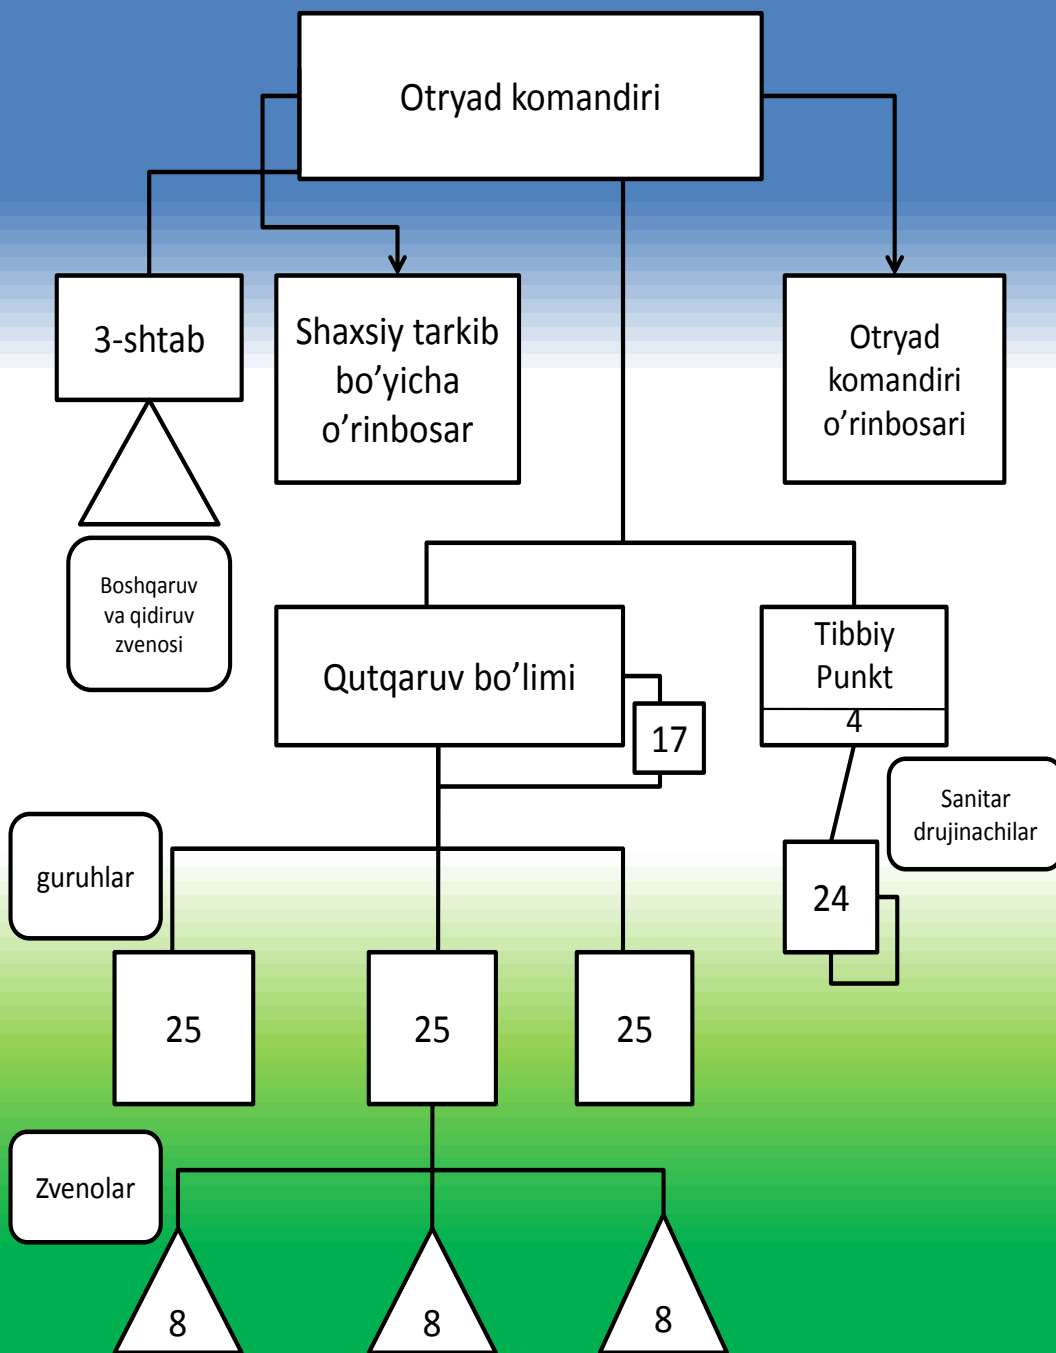 Otryad komandiri
3-shtab
Shaxsiy tarkib
bo’yicha
o’rinbosar
Otryad
komandiri
o’rinbosari
Boshqaruv
va qidiruv
zvenosi
Qutqaruv bo’limi
17
Tibbiy
Punkt
4
Sanitar
drujinachilar
24
guruhlar
25
25
25
Zvenolar
8
8
8